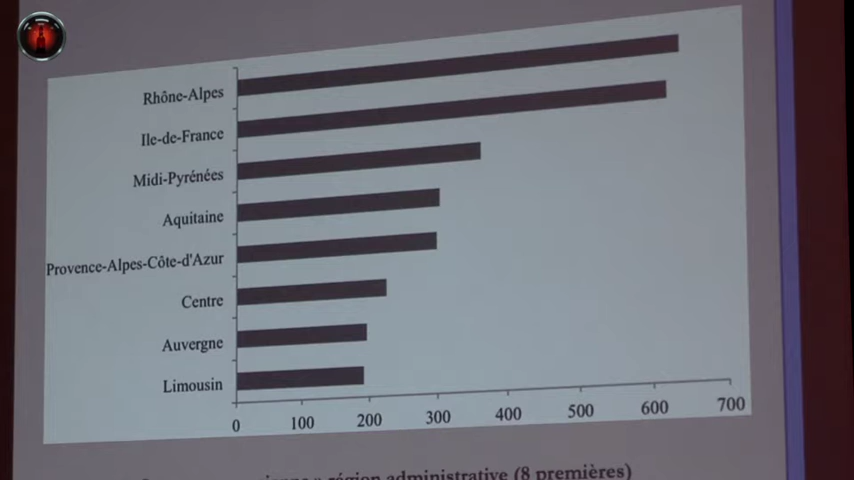 Rhône-Alpes
Ile-de-France
Midi-Pyrénées
Aquitaine
Provence-Alpes-Côte-d'Azur
Centre
Auvergne
Limousin
0 100 200 300 400 500 600 700
région administrative (8 premières)